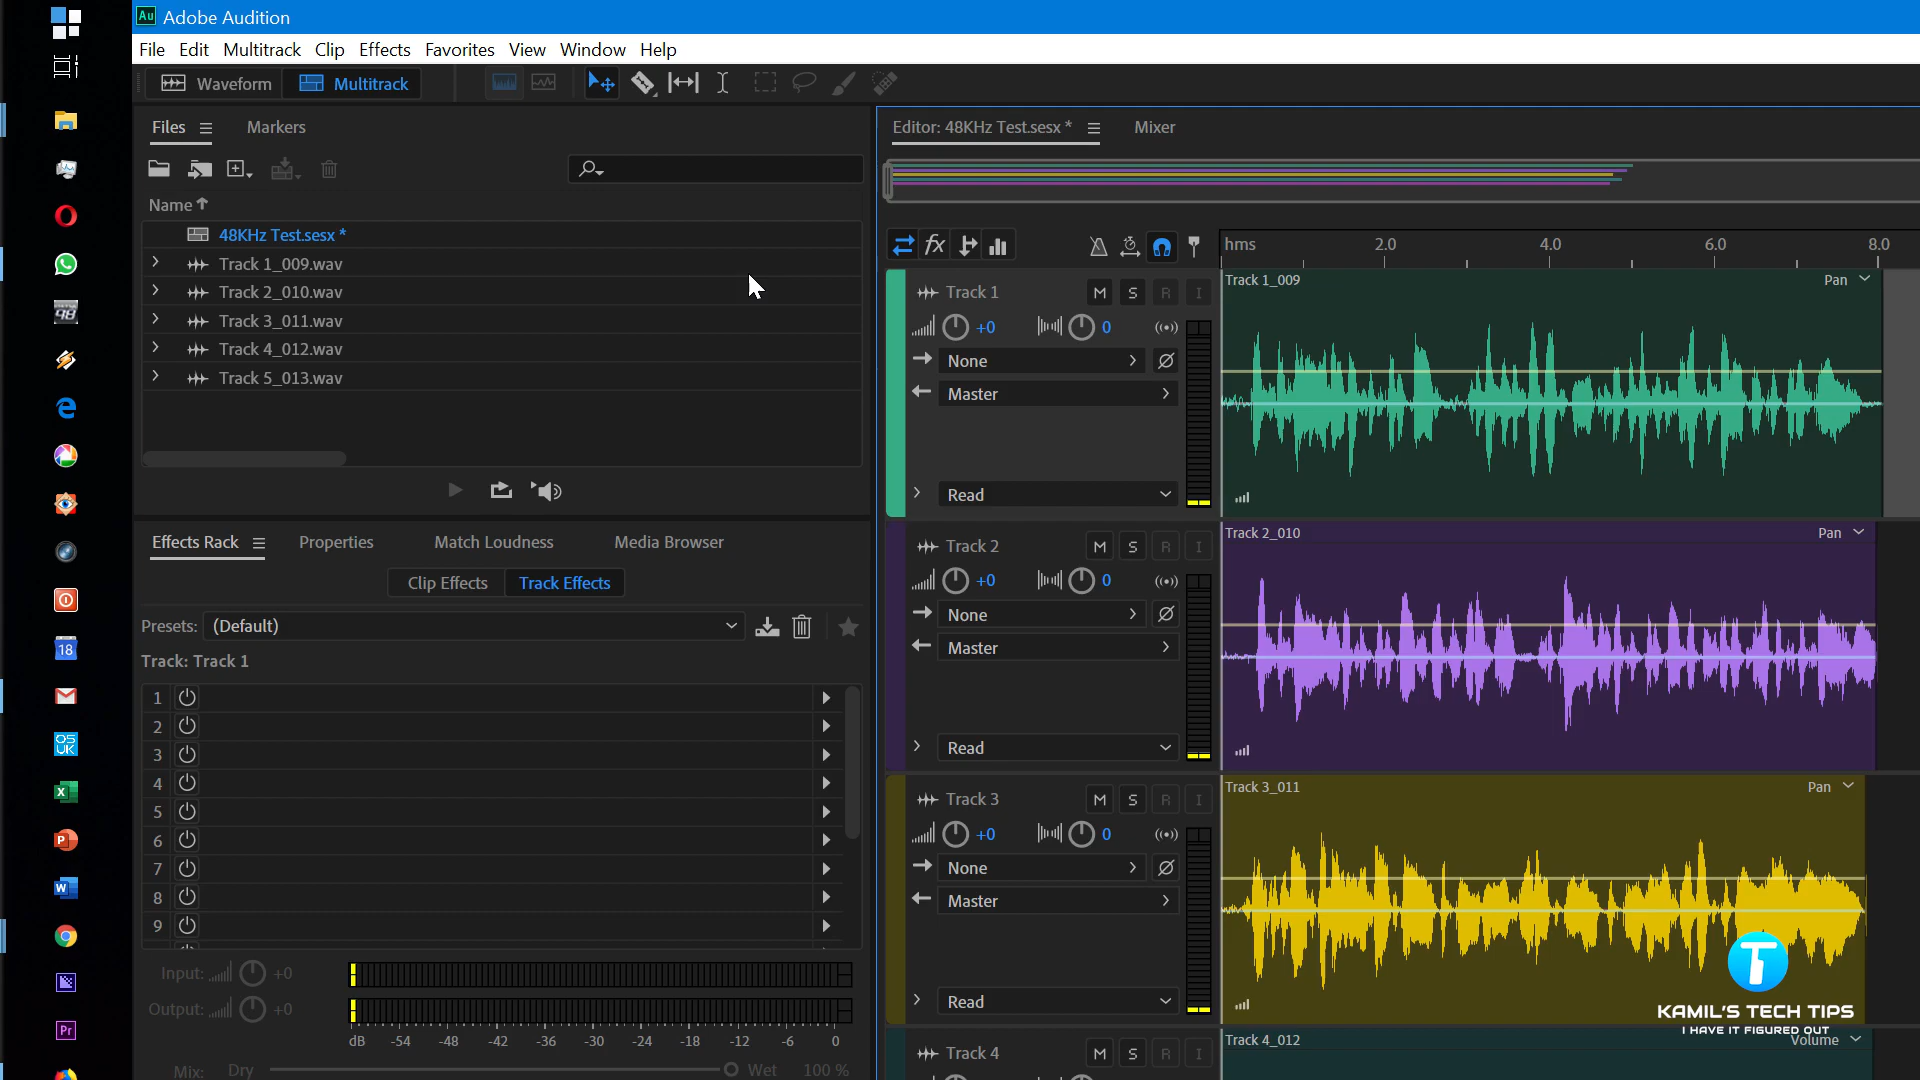 Au Adobe Audition
File Edit Multitrack Clip Effects Favorites View Window Help
Waveform Multitrack
Files Markers
Name
48KHz Test.sesx *
Track 1_009.wav
Track 2_010.wav
Track 3_011.wav
Track 4_012.wav
Track 5_013.wav
Effects Rack Properties Match Loudness Media Browser
Clip Effects Track Effects
Presets: (Default)
Track: Track 1
1
2
3
4
5
6
7
8
9
Input: +0
Output: +0
dB -54 -48 -42 -36 -30 -24 -18 -12 -6 0
Mix: Dry Wet 100 %
Editor: 48KHz Test.sesx * Mixer
fx
hms 2.0 4.0 6.0 8.0
Track 1 M S R I
+0 0
None
Master
Read
Track 1_009 Pan
Track 2 M S R I
+0 0
None
Master
Read
Track 2_010 Pan
Track 3 M S R I
+0 0
None
Master
Read
Track 3_011 Pan
Track 4 M S R I
Track 4_012 Volume
KAMIL'S TECH TIPS
I HAVE IT FIGURED OUT
98
18
OS
UK
X
P
W
Pr